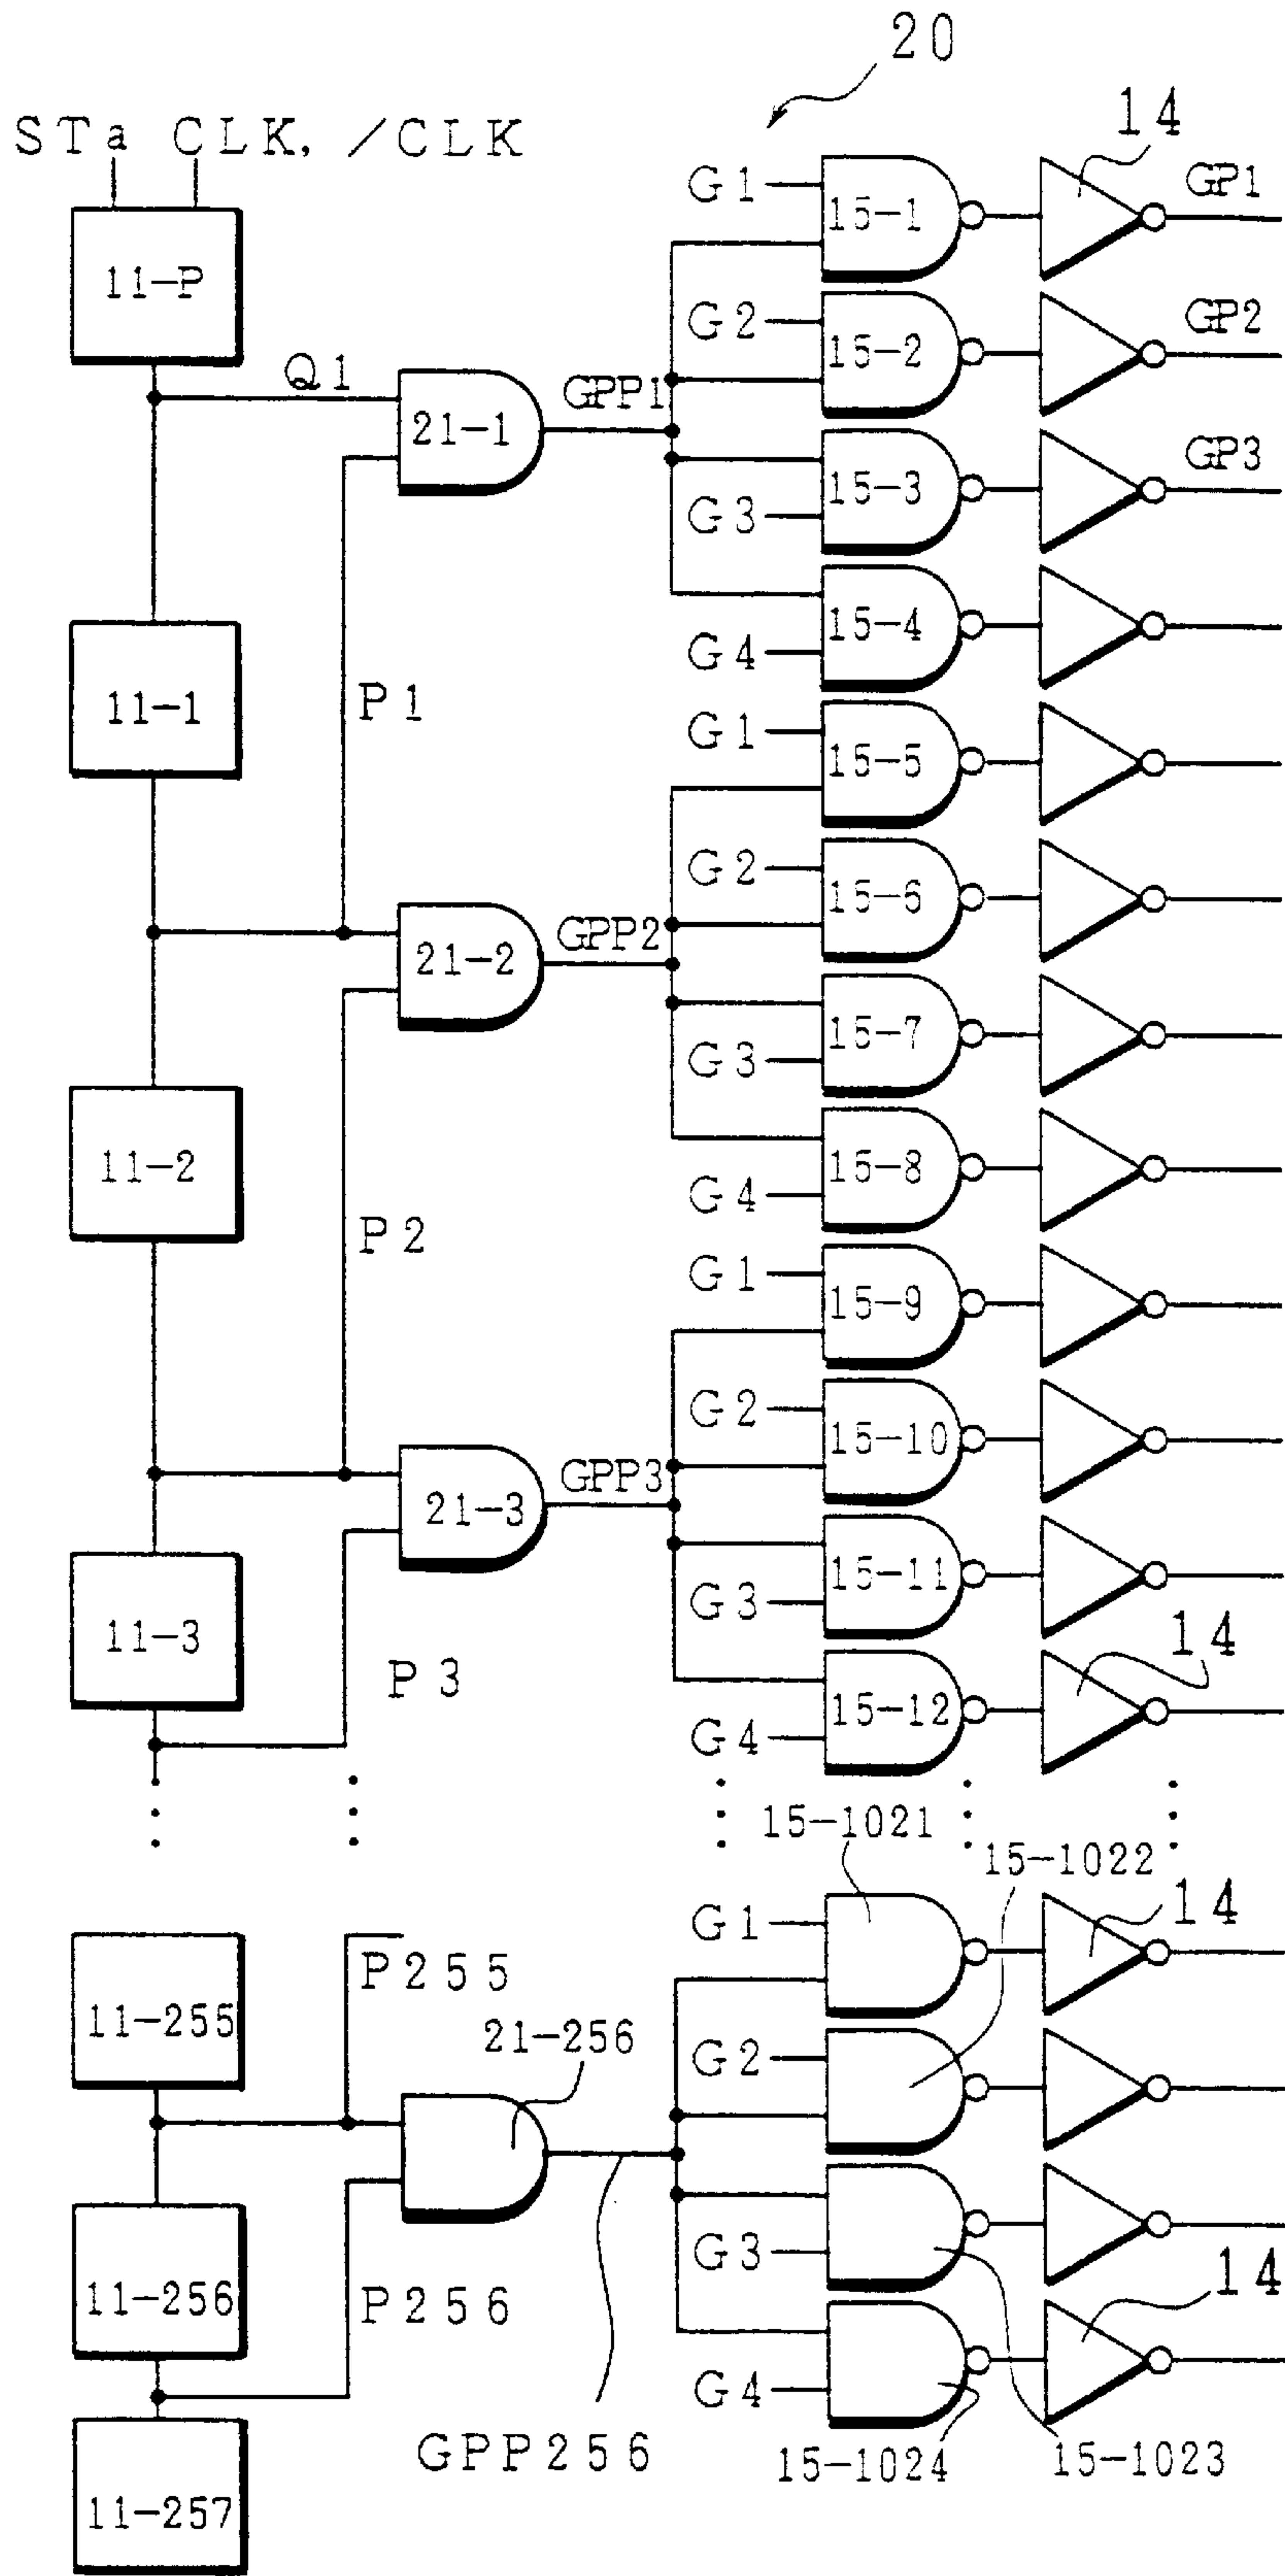 20
STa CLK, /CLK
14
G1
15-1
GP1
11-P
G2
15-2
GP2
Q1
21-1
GPP1
15-3
GP3
G3
15-4
G4
11-1
P1
G1
15-5
G2
15-6
21-2
GPP2
15-7
G3
11-2
15-8
G4
P2
G1
15-9
G2
15-10
21-3
GPP3
15-11
G3
11-3
P3
14
15-12
G4
15-1021
15-1022
G1
14
P255
11-255
21-256
G2
G3
14
11-256
P256
G4
GPP256
15-1024
15-1023
11-257